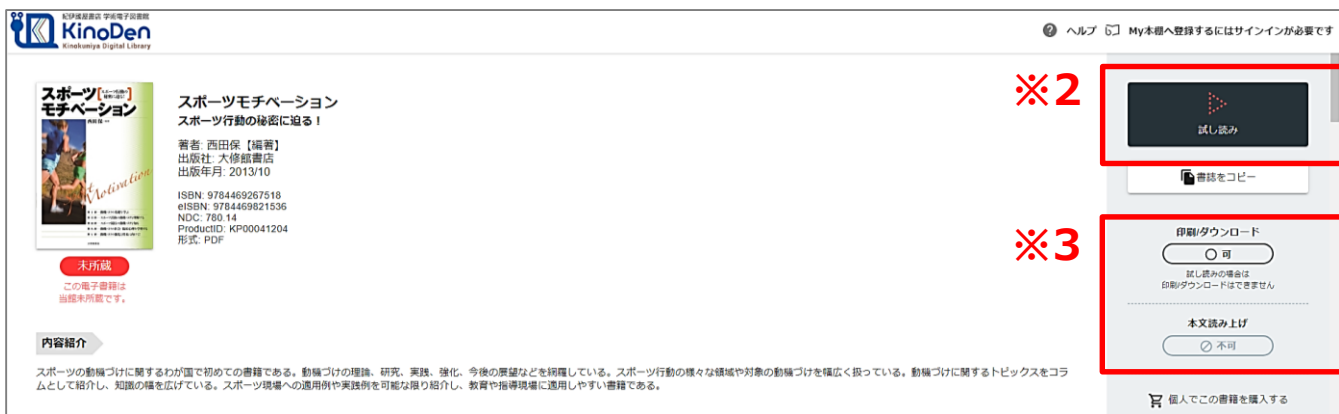 紀伊國屋書店 学術電子図書館
KinoDen
Kinokuniya Digital Library
ヘルプ
My本棚へ登録するにはサインインが必要です
スポーツ
モチベーション
西田 保
Motivation
未所蔵
この電子書籍は
当館未所蔵です。
スポーツモチベーション
スポーツ行動の秘密に迫る！
著者: 西田保【編著】
出版社: 大修館書店
出版年月: 2013/10
ISBN: 9784469267518
eISBN: 9784469821536
NDC: 780.14
ProductID: KP00041204
形式: PDF
※2
試し読み
書誌をコピー
※3
印刷/ダウンロード
可
試し読みの場合は
印刷/ダウンロードはできません
本文読み上げ
不可
個人でこの書籍を購入する
内容紹介
スポーツの動機づけに関するわが国で初めての書籍である。動機づけの理論、研究、実践、強化、今後の展望などを網羅している。スポーツ行動の様々な領域や対象の動機づけを幅広く扱っている。動機づけに関するトピックスをコラ
ムとして紹介し、知識の幅を広げている。スポーツ現場への適用例や実践例を可能な限り紹介し、教育や指導現場に適用しやすい書籍である。